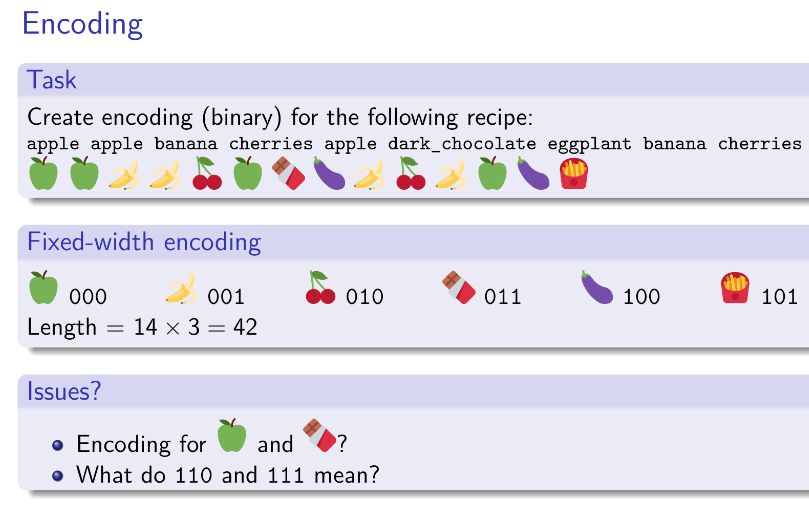 Encoding
Task
Create encoding (binary) for the following recipe:
apple apple banana cherries apple dark_chocolate eggplant banana cherries
Fixed-width encoding
000 001 010 011 100 101
Length = 14 × 3 = 42
Issues?
Encoding for and ?
What do 110 and 111 mean?